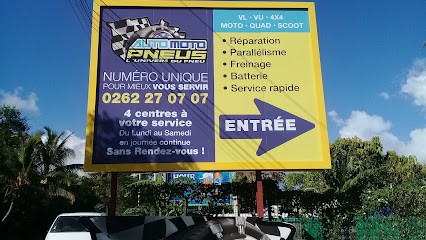 AUTOMOTO
PNEUS
L'UNIVERS DU PNEU
NUMÉRO UNIQUE
POUR MIEUX VOUS SERVIR
0262 27 07 07
4 centres à
votre service
Du Lundi au Samedi
en journée continue
Sans Rendez-vous !
VL - VU - 4X4
MOTO - QUAD - SCOOT
• Réparation
• Parallélisme
• Freinage
• Batterie
• Service rapide
ENTRÉE